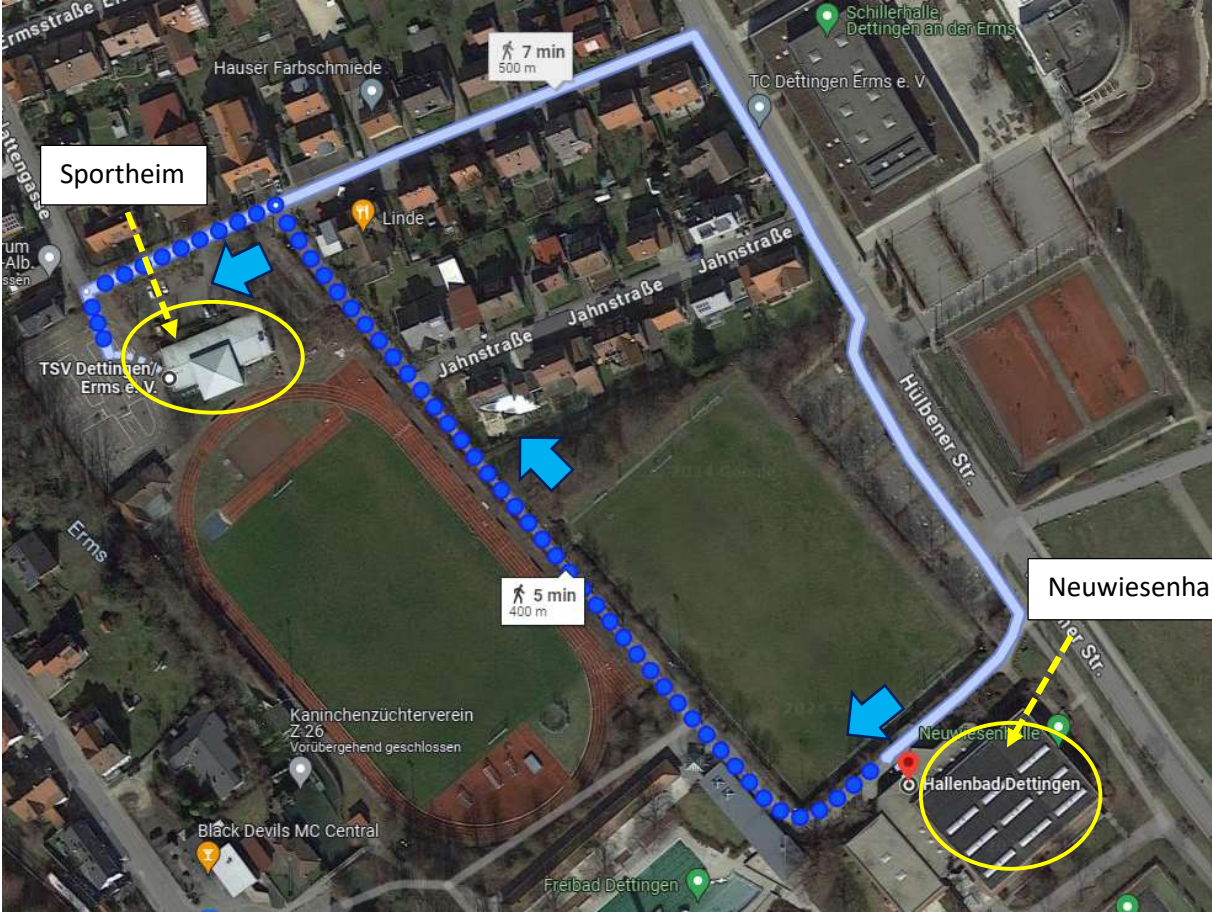 Ermsstraße
Schillerhalle
Dettingen an der Erms
7 min
500 m
Hauser Farbschmiede
TC Dettingen Erms e. V
Sportheim
Linde
Jahnstraße
Jahnstraße
Jahnstraße
TSV Dettingen/
Erms e. V.
Hülbener Str.
Erms
5 min
400 m
Neuwiesenha
Str.
Kaninchenzüchterverein
Z 26
Vorübergehend geschlossen
Neuwiesenhalle
Hallenbad Dettingen
Black Devils MC Central
Freibad Dettingen